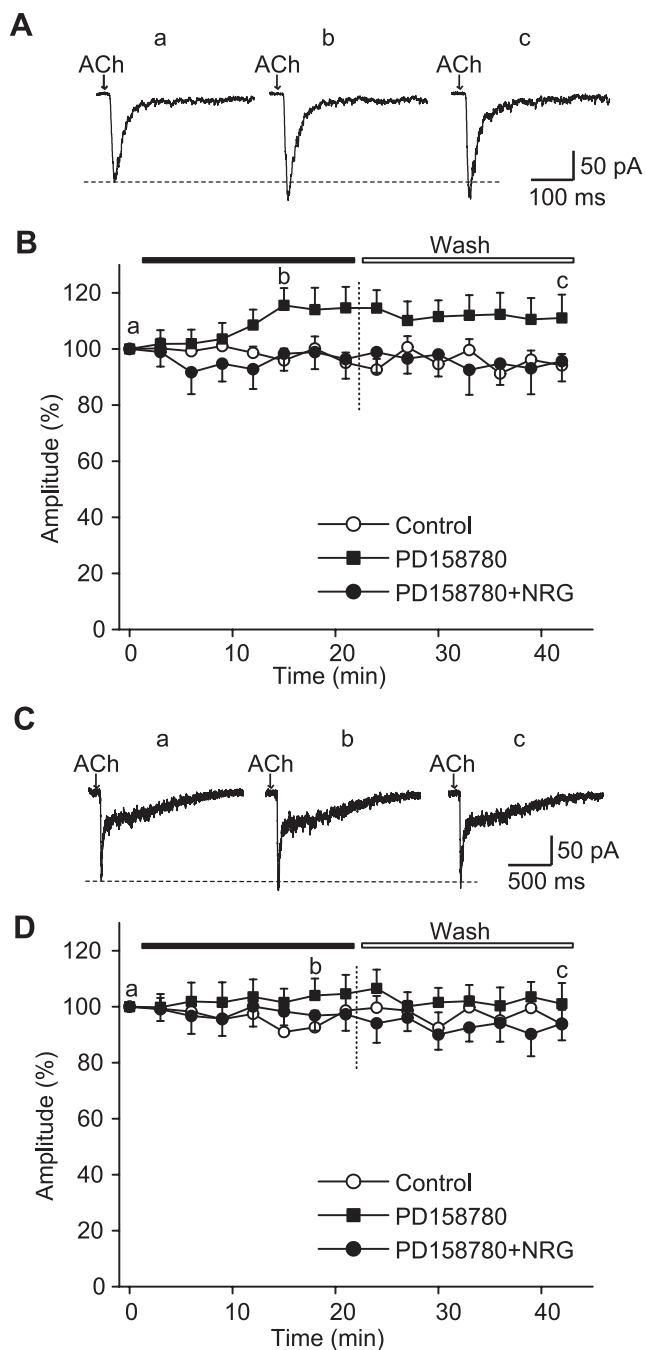 A
a b c
ACh ACh ACh
50 pA
100 ms
B
Wash
a b c
120
100
80
60
40
20
0
Amplitude (%)
Control
PD158780
PD158780+NRG
0 10 20 30 40
Time (min)
C
a b c
ACh ACh ACh
50 pA
500 ms
D
Wash
a b c
120
100
80
60
40
20
0
Amplitude (%)
Control
PD158780
PD158780+NRG
0 10 20 30 40
Time (min)